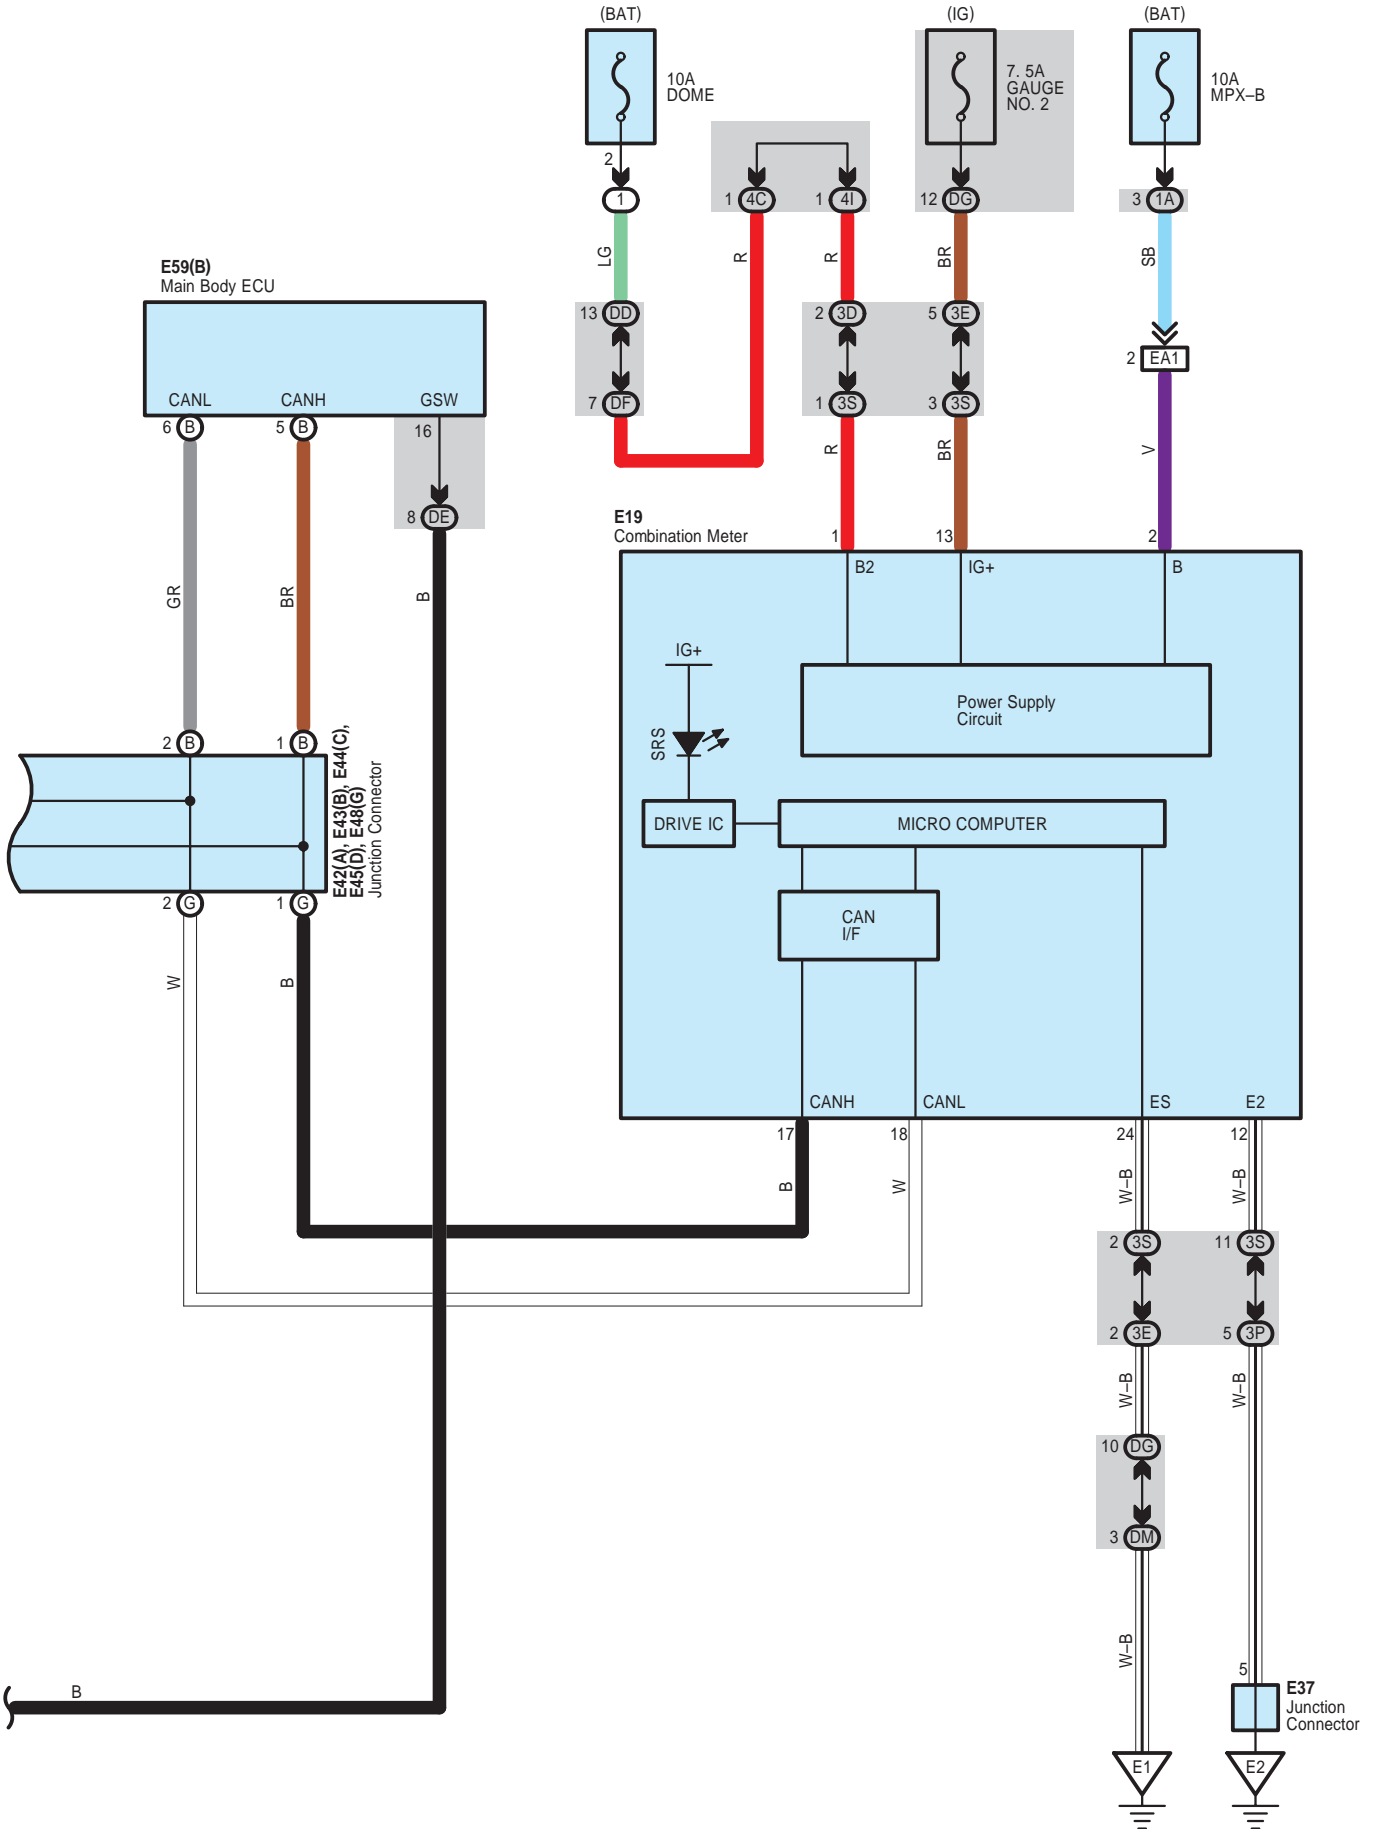 (BAT)
(IG)
(BAT)
10A
DOME
7. 5A
GAUGE
NO. 2
10A
MPX–B
2
1
1 4C
1 4I
12 DG
3 1A
LG
R
R
BR
SB
E59(B)
Main Body ECU
13 DD
2 3D
5 3E
2 EA1
CANL
CANH
GSW
7 DF
1 3S
3 3S
6 B
5 B
16
R
BR
V
8 DE
E19
Combination Meter
1
13
2
B2
IG+
B
GR
BR
B
IG+
SRS
Power Supply
Circuit
2 B
1 B
E42(A), E43(B), E44(C),
E45(D), E48(G)
Junction Connector
DRIVE IC
MICRO COMPUTER
2 G
1 G
CAN
I/F
W
B
CANH
CANL
ES
E2
17
18
24
12
B
W
W–B
W–B
2 3S
11 3S
2 3E
5 3P
W–B
W–B
10 DG
3 DM
W–B
5
E37
Junction
Connector
B
E1
E2